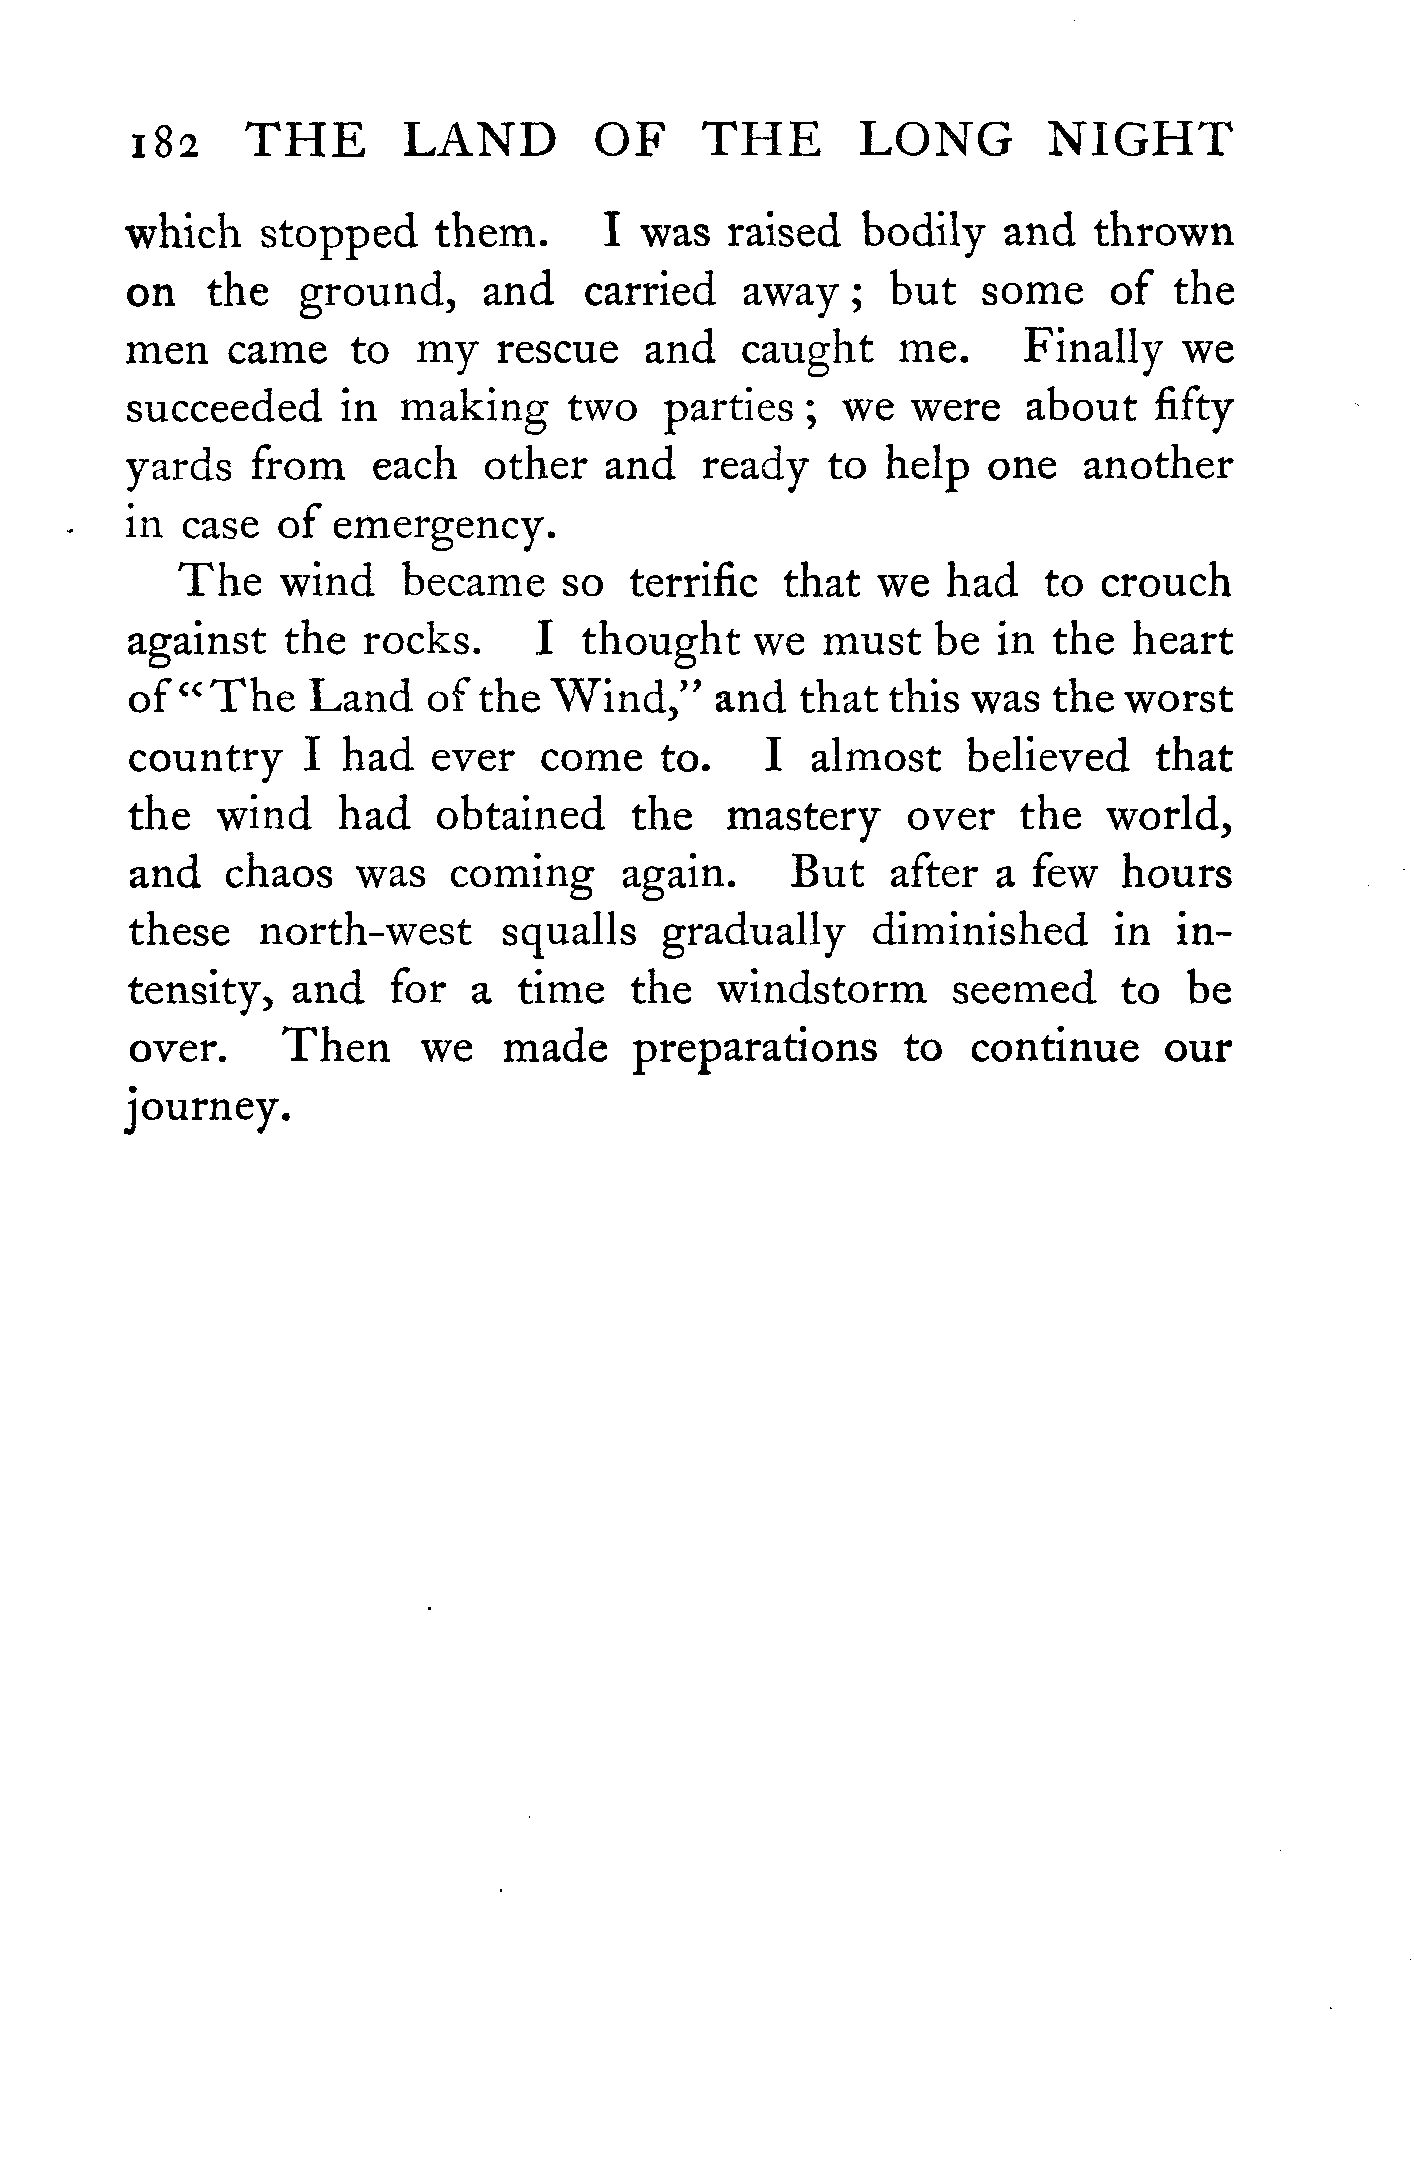 182 THE LAND OF THE LONG NIGHT
which stopped them. I was raised bodily and thrown
on the ground, and carried away ; but some of the
men came to my rescue and caught me. Finally we
succeeded in making two parties ; we were about fifty
yards from each other and ready to help one another
in case of emergency.
The wind became so terrific that we had to crouch
against the rocks. I thought we must be in the heart
of “The Land of the Wind,” and that this was the worst
country I had ever come to. I almost believed that
the wind had obtained the mastery over the world,
and chaos was coming again. But after a few hours
these north-west squalls gradually diminished in in-
tensity, and for a time the windstorm seemed to be
over. Then we made preparations to continue our
journey.